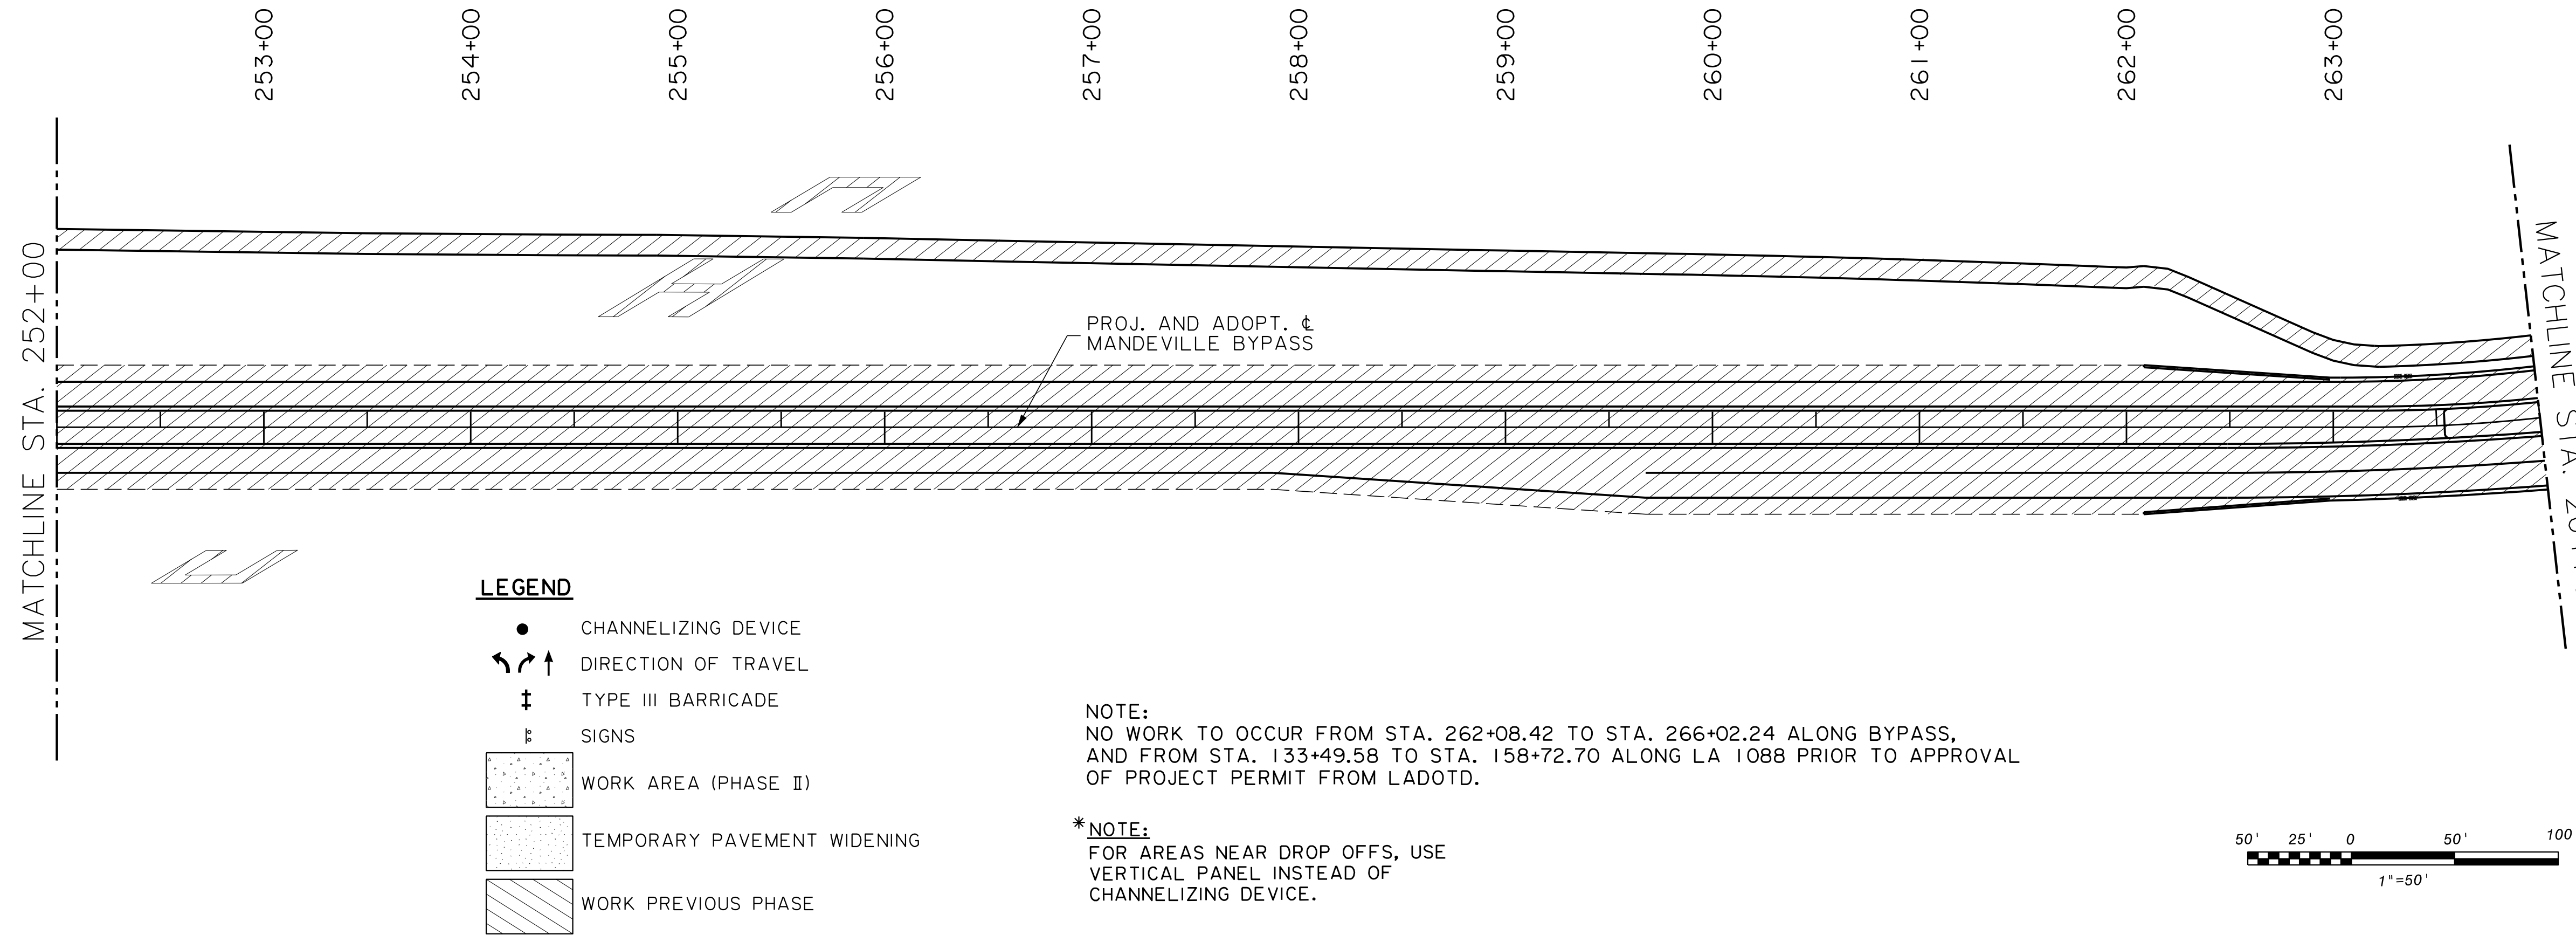 253+00
254+00
255+00
256+00
257+00
258+00
259+00
260+00
261+00
262+00
263+00
MATCHLINE STA. 252+00
MATCHLINE STA.
PROJ. AND ADOPT. ℄
MANDEVILLE BYPASS
LEGEND
CHANNELIZING DEVICE
DIRECTION OF TRAVEL
TYPE III BARRICADE
SIGNS
WORK AREA (PHASE II)
TEMPORARY PAVEMENT WIDENING
WORK PREVIOUS PHASE
NOTE:
NO WORK TO OCCUR FROM STA. 262+08.42 TO STA. 266+02.24 ALONG BYPASS,
AND FROM STA. 133+49.58 TO STA. 158+72.70 ALONG LA 1088 PRIOR TO APPROVAL
OF PROJECT PERMIT FROM LADOTD.
* NOTE:
FOR AREAS NEAR DROP OFFS, USE
VERTICAL PANEL INSTEAD OF
CHANNELIZING DEVICE.
50' 25' 0 50' 100
1"=50'